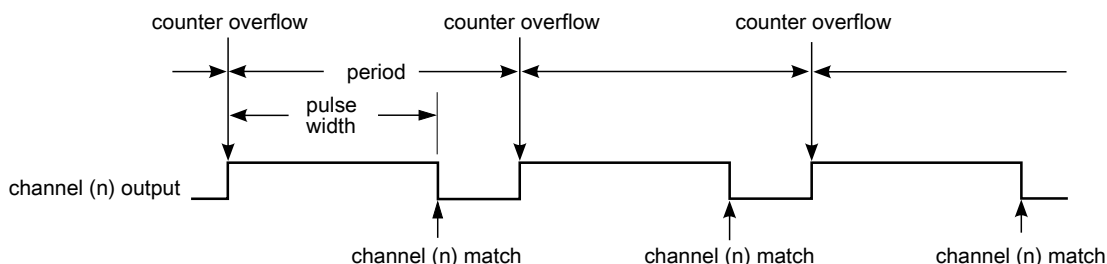 counter overflow
counter overflow
counter overflow
period
pulse
width
channel (n) output
channel (n) match
channel (n) match
channel (n) match